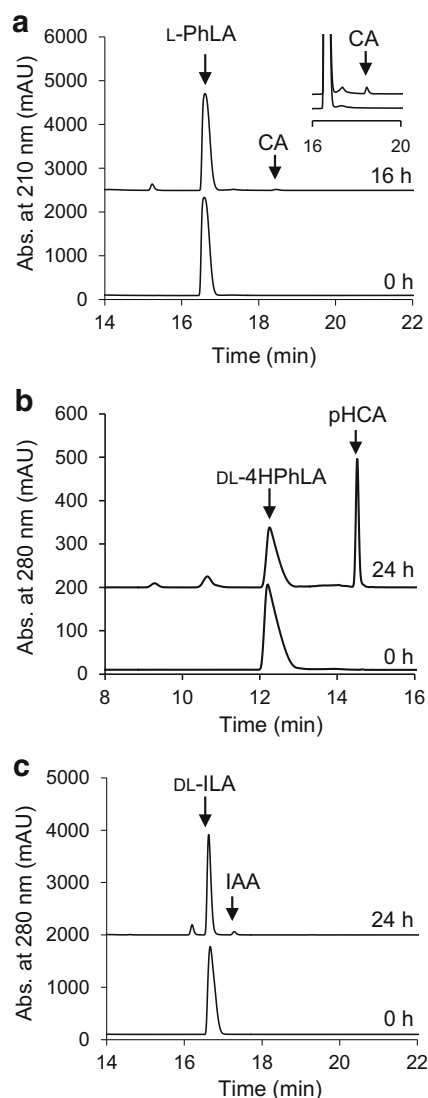 a
L-PhLA
CA
6000
5000
4000
3000
2000
1000
0
Abs. at 210 nm (mAU)
CA
16 20
16 h
0 h
14 16 18 20 22
Time (min)
b
pHCA
600
500
400
300
200
100
0
Abs. at 280 nm (mAU)
DL-4HPhLA
24 h
0 h
8 10 12 14 16
Time (min)
c
5000
4000
3000
2000
1000
0
Abs. at 280 nm (mAU)
DL-ILA
IAA
24 h
0 h
14 16 18 20 22
Time (min)